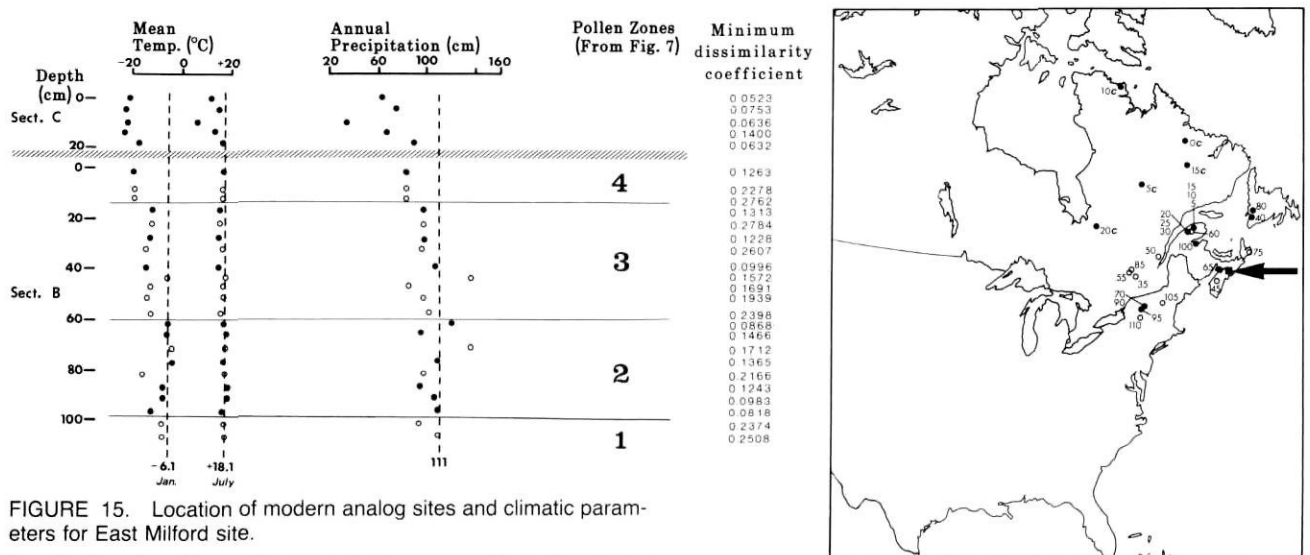 Mean
Temp. (°C)
-20 0 +20
Annual
Precipitation (cm)
20 60 100 160
Pollen Zones
(From Fig. 7)
Minimum
dissimilarity
coefficient
Depth
(cm)
Sect. C
0
20
Sect. B
0
20
40
60
80
100
4
3
2
1
0.0523
0.0753
0.0636
0.1400
0.0632
0.1263
0.2278
0.2762
0.1313
0.2784
0.1228
0.2607
0.0996
0.1572
0.1691
0.1939
0.2398
0.0868
0.1466
0.1712
0.1365
0.2166
0.1243
0.0983
0.0818
0.2374
0.2508
-6.1
Jan.
+18.1
July
111
10c
0c
15c
5c
20c
15
10
5
20
25
30
60
100
80
40
75
50
85
55
35
65
45
70
90
105
95
110
FIGURE 15. Location of modern analog sites and climatic param-
eters for East Milford site.